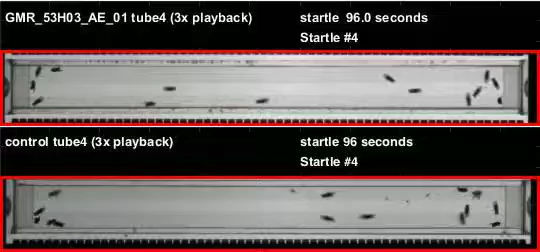 GMR_53H03_AE_01 tube4 (3x playback) startle 96.0 seconds
Startle #4
control tube4 (3x playback) startle 96 seconds
Startle #4